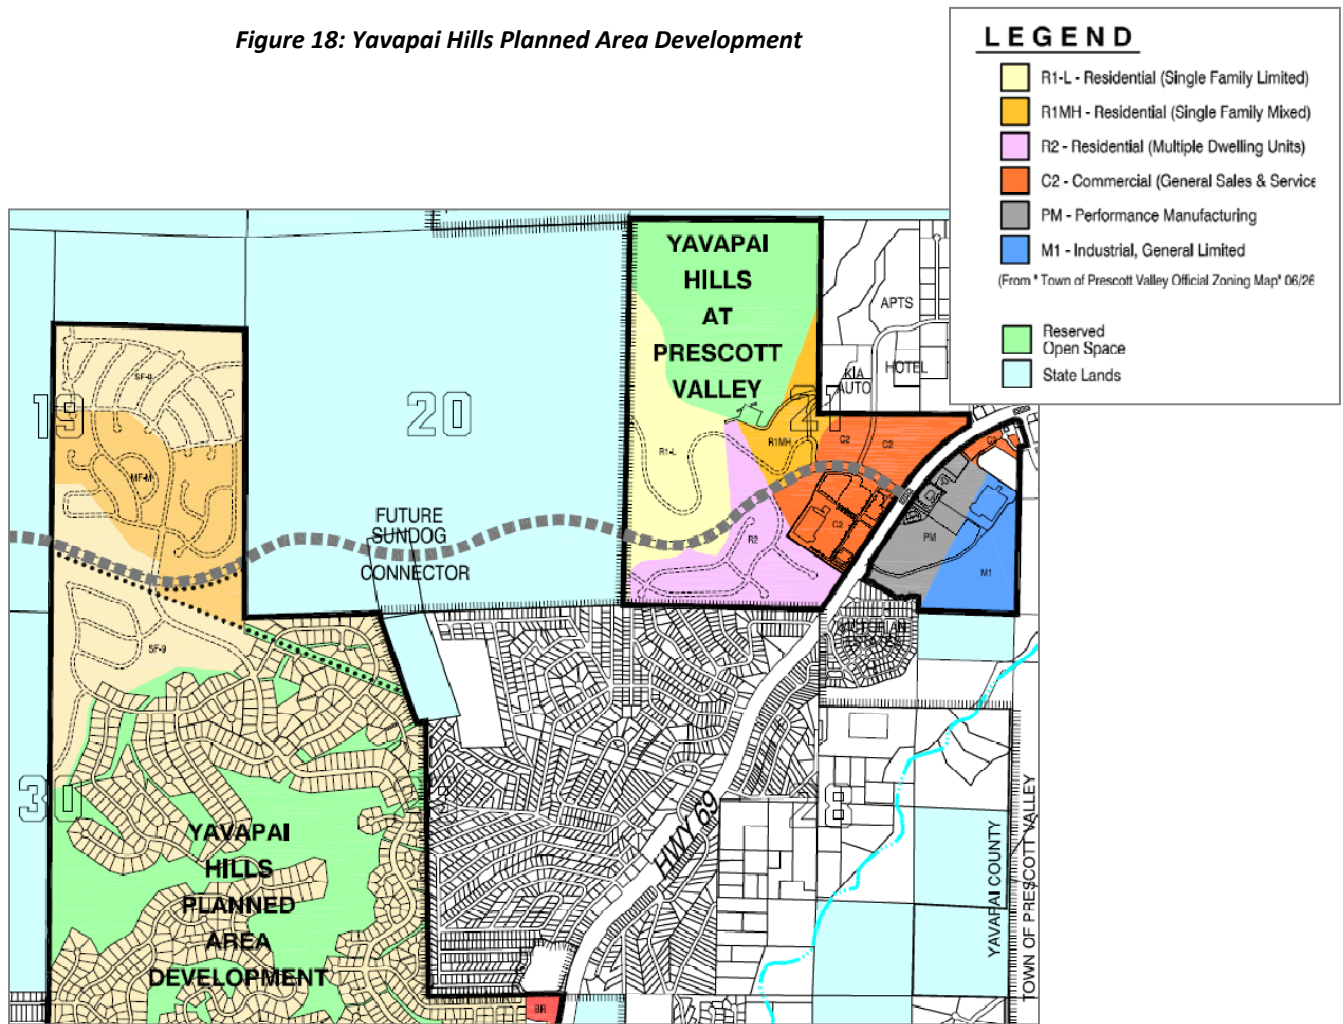 Figure 18: Yavapai Hills Planned Area Development
LEGEND
R1-L - Residential (Single Family Limited)
R1MH - Residential (Single Family Mixed)
R2 - Residential (Multiple Dwelling Units)
C2 - Commercial (General Sales & Service
PM - Performance Manufacturing
M1 - Industrial, General Limited
(From " Town of Prescott Valley Official Zoning Map" 06/26
Reserved
Open Space
State Lands
YAVAPAI
HILLS
AT
PRESCOTT
VALLEY
APTS
HOTEL
KIA
AUTO
SF-9
19
MF-M
20
R1-L
R1MH
C2
C2
C2
C2
R2
PM
M1
FUTURE
SUNDOG
CONNECTOR
SF-9
30
HWY 69
YAVAPAI
HILLS
PLANNED
AREA
DEVELOPMENT
BR
YAVAPAI COUNTY
TOWN OF PRESCOTT VALLEY